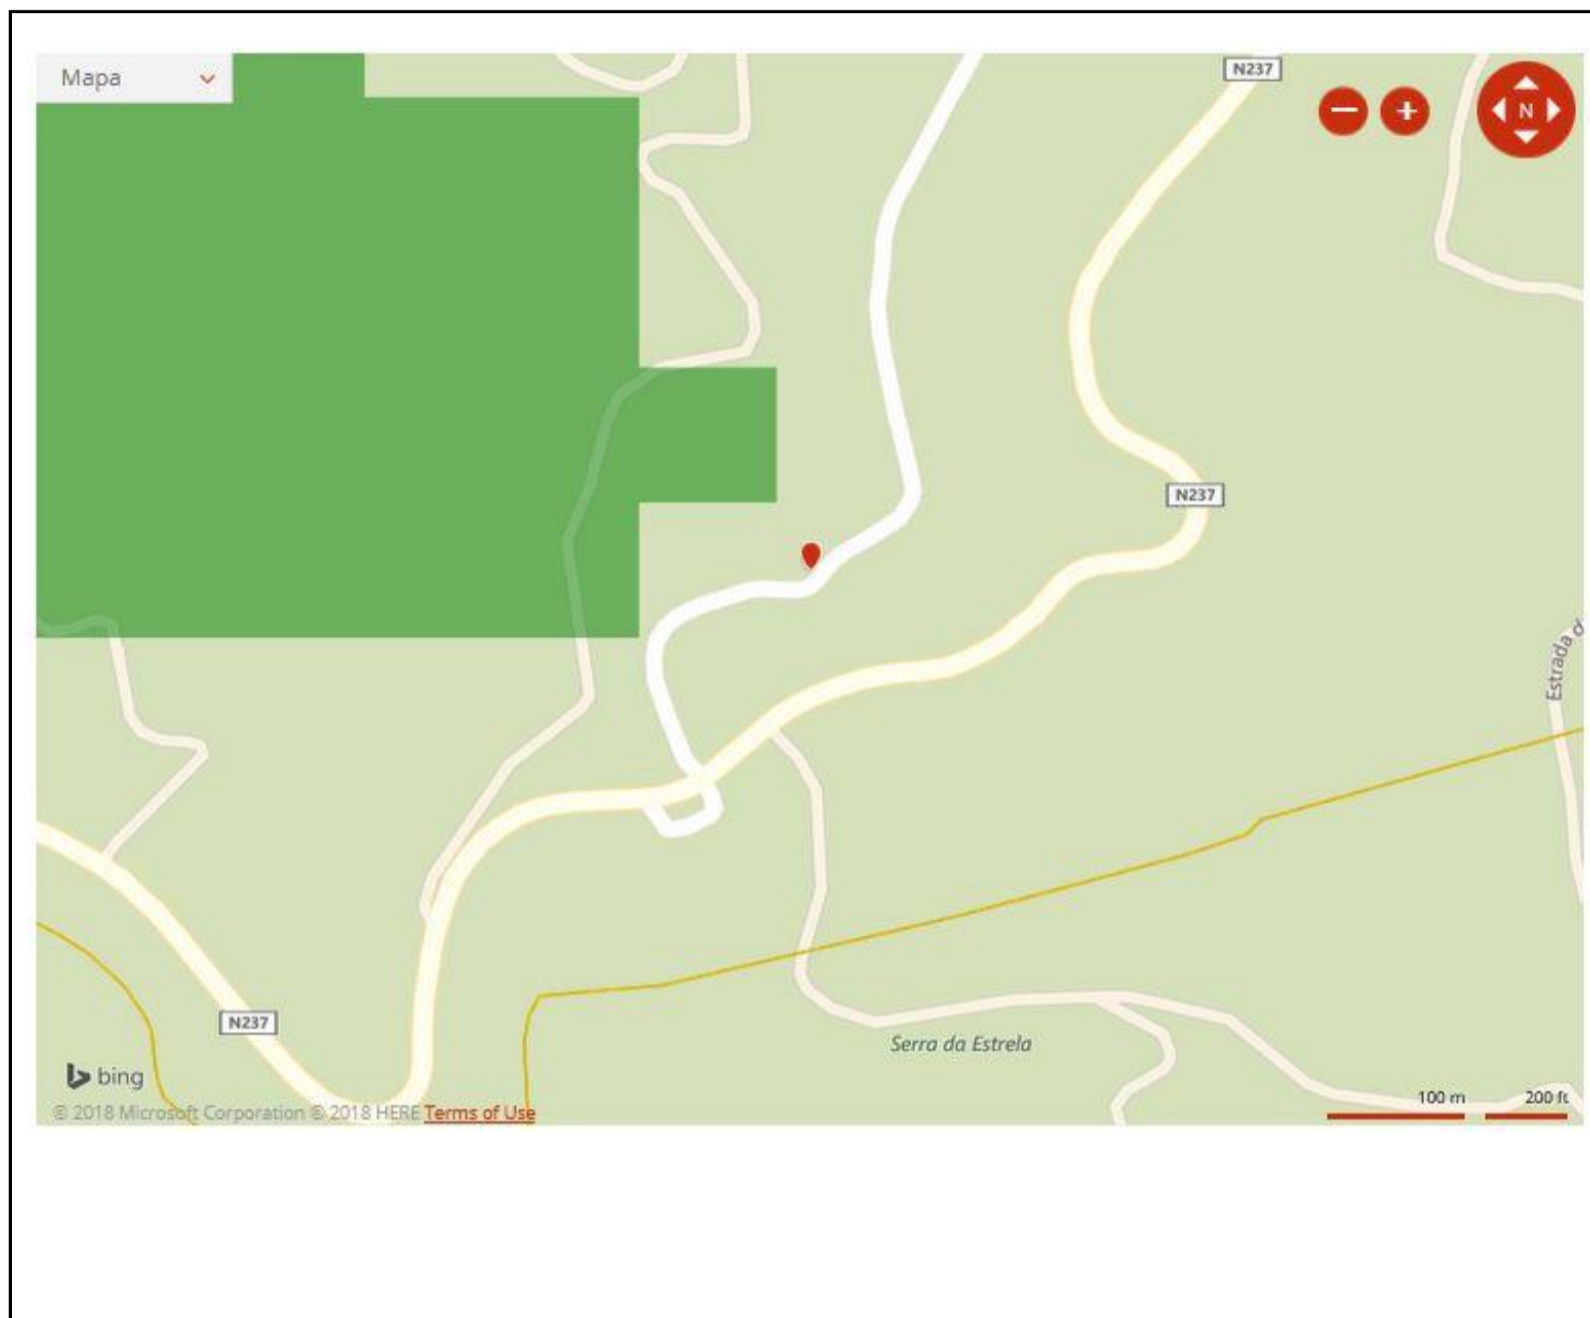 Mapa
N237
N
N237
Estrada d
N237
Serra da Estrela
bing
100 m
200 ft
© 2018 Microsoft Corporation © 2018 HERE Terms of Use